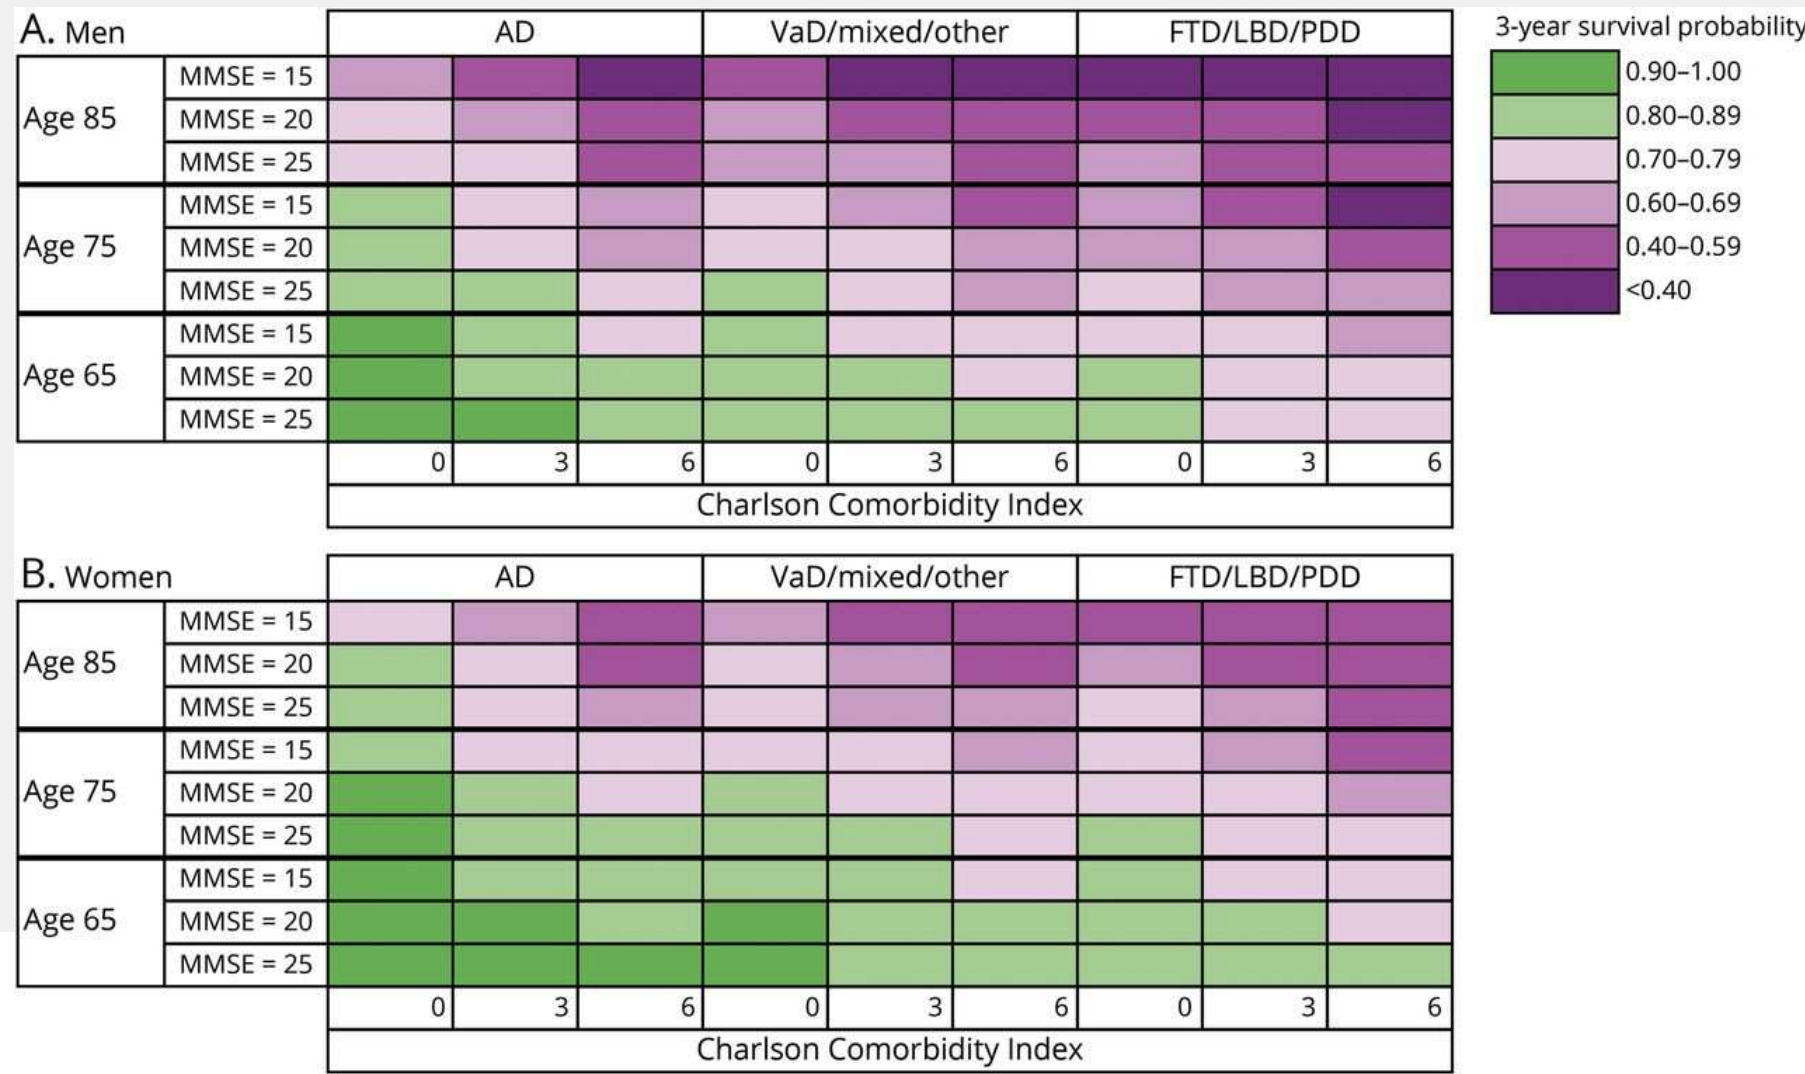 A. Men AD VaD/mixed/other FTD/LBD/PDD
3-year survival probability
0.90–1.00
0.80–0.89
0.70–0.79
0.60–0.69
0.40–0.59
<0.40
Age 85
MMSE = 15
MMSE = 20
MMSE = 25
Age 75
MMSE = 15
MMSE = 20
MMSE = 25
Age 65
MMSE = 15
MMSE = 20
MMSE = 25
0 3 6 0 3 6 0 3 6
Charlson Comorbidity Index
B. Women AD VaD/mixed/other FTD/LBD/PDD
Age 85
MMSE = 15
MMSE = 20
MMSE = 25
Age 75
MMSE = 15
MMSE = 20
MMSE = 25
Age 65
MMSE = 15
MMSE = 20
MMSE = 25
0 3 6 0 3 6 0 3 6
Charlson Comorbidity Index